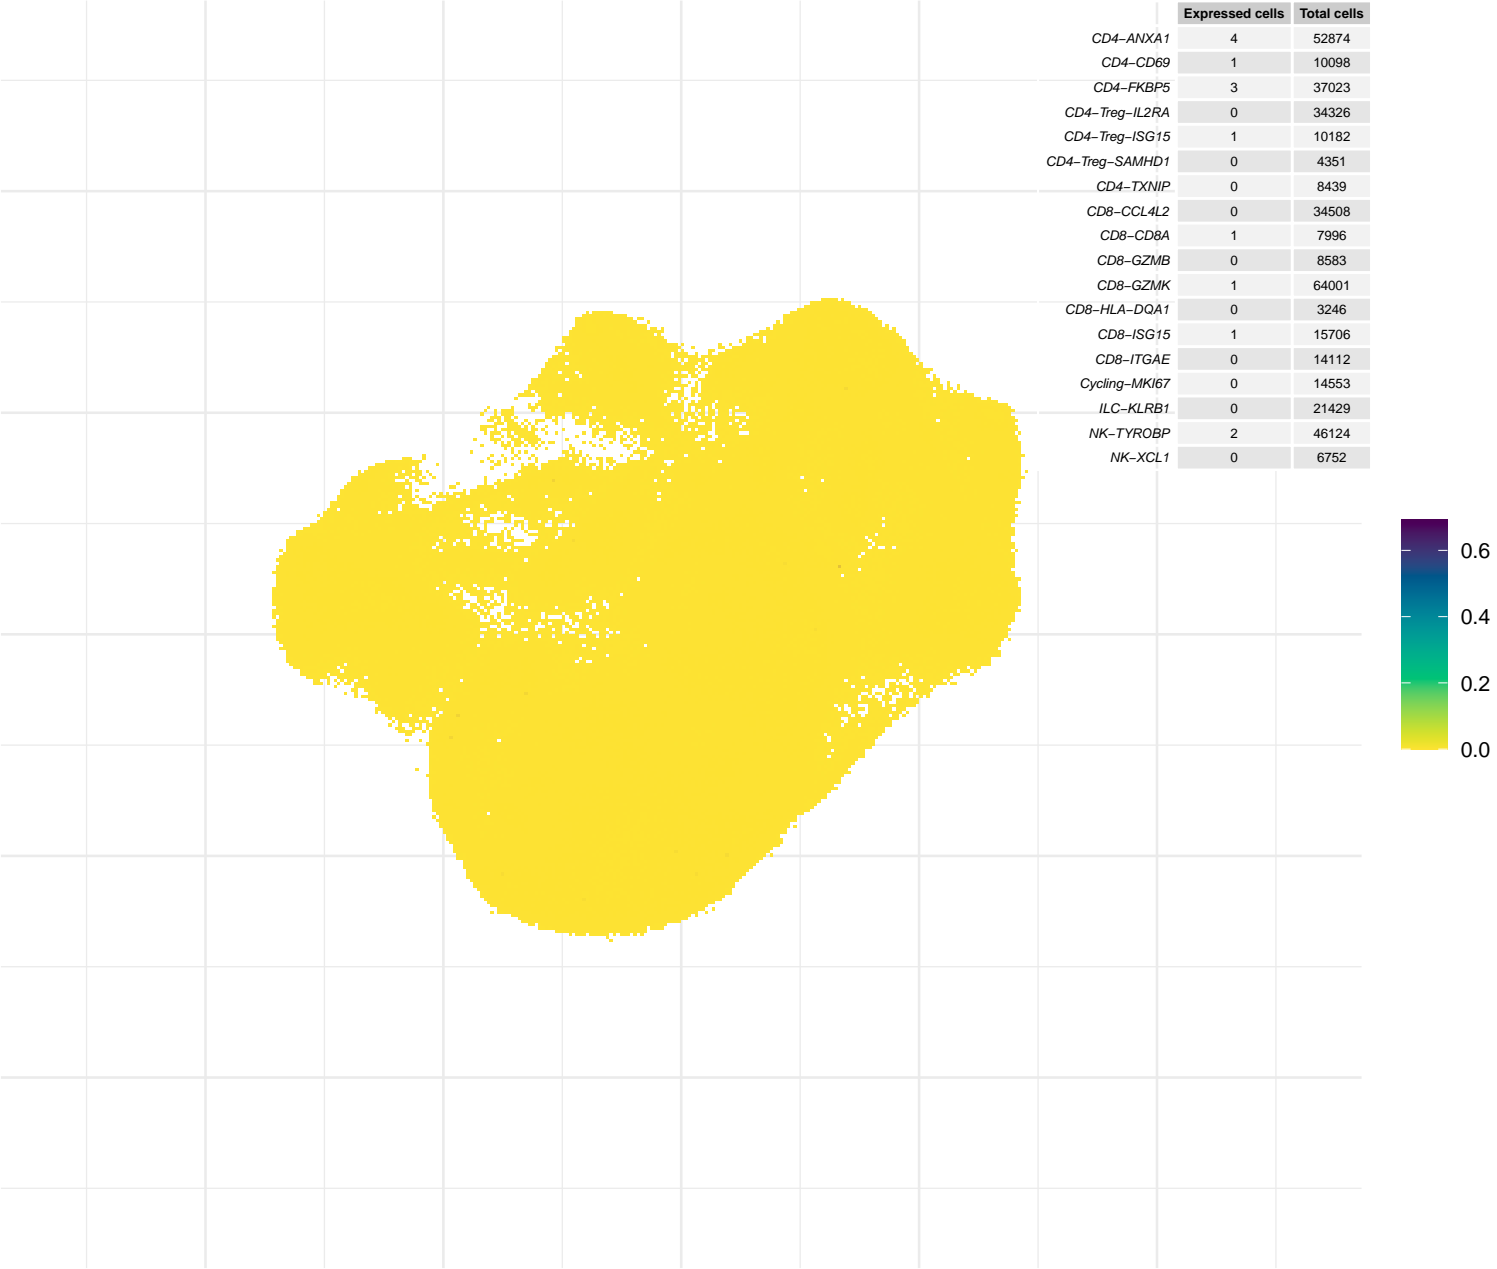 Expressed cells Total cells
CD4−ANXA1 4 52874
CD4−CD69 1 10098
CD4−FKBP5 3 37023
CD4−Treg−IL2RA 0 34326
CD4−Treg−ISG15 1 10182
CD4−Treg−SAMHD1 0 4351
CD4−TXNIP 0 8439
CD8−CCL4L2 0 34508
CD8−CD8A 1 7996
CD8−GZMB 0 8583
CD8−GZMK 1 64001
CD8−HLA−DQA1 0 3246
CD8−ISG15 1 15706
CD8−ITGAE 0 14112
Cycling−MKI67 0 14553
ILC−KLRB1 0 21429
NK−TYROBP 2 46124
NK−XCL1 0 6752
0.6
0.4
0.2
0.0